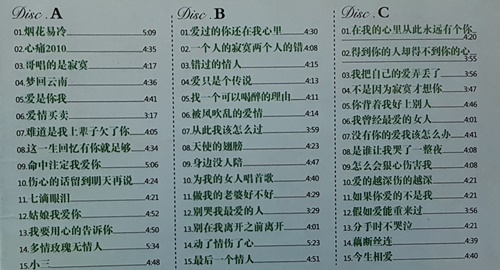 Disc.A
01.烟花易冷 5:09
02.心痛2010 4:35
03.哥唱的是寂寞 4:17
04.梦回云南 4:36
05.爱是你我 4:41
06.爱情买卖 3:17
07.难道是我上辈子欠了你 4:05
08.这一生回忆有你就足够 4:34
09.命中注定我爱你 5:06
10.伤心的话留到明天再说 4:24
11.七滴眼泪 4:21
12.姑娘我爱你 4:52
13.我要用心的告诉你 4:50
14.多情玫瑰无情人 5:34
15.小三 4:48
Disc.B
01.爱过的你还在我心里 4:30
02.一个人的寂寞两个人的错 4:08
03.错过的情人 4:15
04.爱只是个传说 4:13
05.找一个可以喝醉的理由 4:11
06.被风吹乱的爱情 4:14
07.从此我该怎么过 3:59
08.天使的翅膀 4:23
09.身边没人陪 4:47
10.为我的女人唱首歌 4:40
11.做我的老婆好不好 4:29
12.别哭我最爱的人 3:29
13.别在我离开之前离开 4:01
14.动了情伤了心 5:23
15.最后一个情人 4:51
Disc.C
01.在我的心里从此永远有个你
4:20
02.得到你的人却得不到你的心
3:55
03.我把自己的爱弄丢了 3:56
04.不是因为寂寞才想你 3:47
05.你背着我好上别人 4:46
06.我曾经最爱的女人 4:01
07.没有你的爱我该怎么办 4:41
08.是谁让我哭了一整夜 4:08
09.怎么会狠心伤害我 4:08
10.爱的越深伤的越深 4:21
11.如果你爱的不是我 4:21
12.假如爱能重来过 3:56
13.分手时不哭泣 4:21
14.藕断丝连 4:39
15.今生相爱 4:40